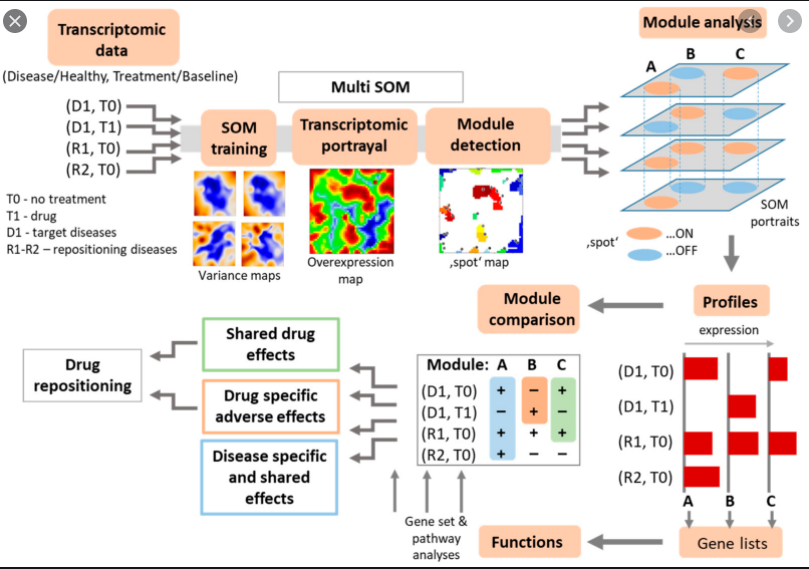 Transcriptomic
data
(Disease/Healthy, Treatment/Baseline)
(D1, T0)
(D1, T1)
(R1, T0)
(R2, T0)
T0 - no treatment
T1 - drug
D1 - target diseases
R1-R2 – repositioning diseases
Multi SOM
SOM
training
Transcriptomic
portrayal
Module
detection
Variance maps
Overexpression
map
‚spot‘ map
Module analysis
A B C
SOM
portraits
‚spot‘
...ON
...OFF
Module
comparison
Profiles
expression
(D1, T0)
(D1, T1)
(R1, T0)
(R2, T0)
A B C
Gene lists
Functions
Module: A B C
(D1, T0) + – +
(D1, T1) – + –
(R1, T0) + + +
(R2, T0) + – –
Gene set &
pathway
analyses
Shared drug
effects
Drug specific
adverse effects
Disease specific
and shared
effects
Drug
repositioning